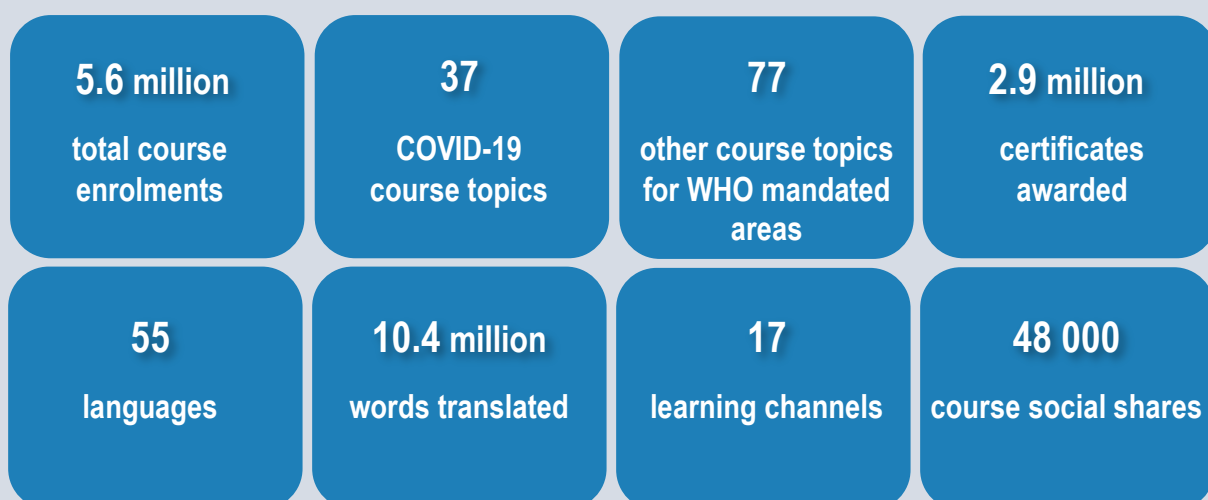 5.6 million
total course
enrolments
37
COVID-19
course topics
77
other course topics
for WHO mandated
areas
2.9 million
certificates
awarded
55
languages
10.4 million
words translated
17
learning channels
48 000
course social shares